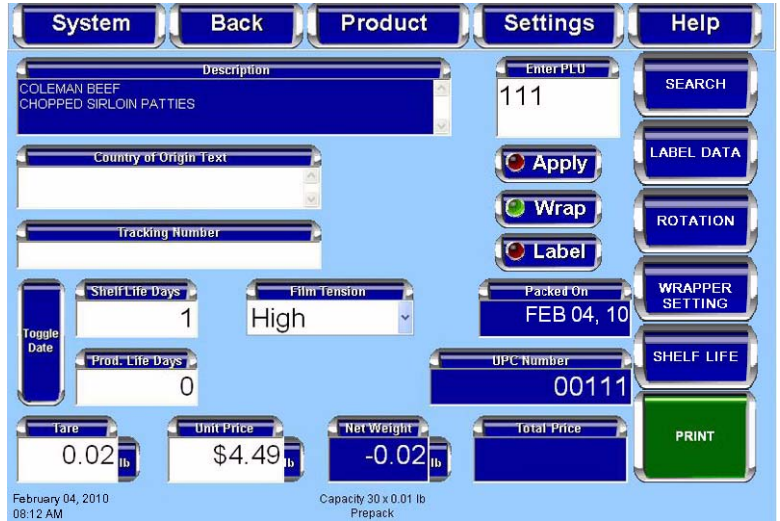 System Back Product Settings Help
Description
COLEMAN BEEF
CHOPPED SIRLOIN PATTIES
Enter PLU
111
SEARCH
Country of Origin Text
Apply
LABEL DATA
Wrap
Tracking Number
Label
ROTATION
Toggle
Date
Shelf Life Days
1
Film Tension
High
Packed On
FEB 04, 10
WRAPPER
SETTING
Prod. Life Days
0
UPC Number
00111
SHELF LIFE
Tare
0.02 lb
Unit Price
$4.49 lb
Net Weight
-0.02 lb
Total Price
PRINT
February 04, 2010
08:12 AM
Capacity 30 x 0.01 lb
Prepack